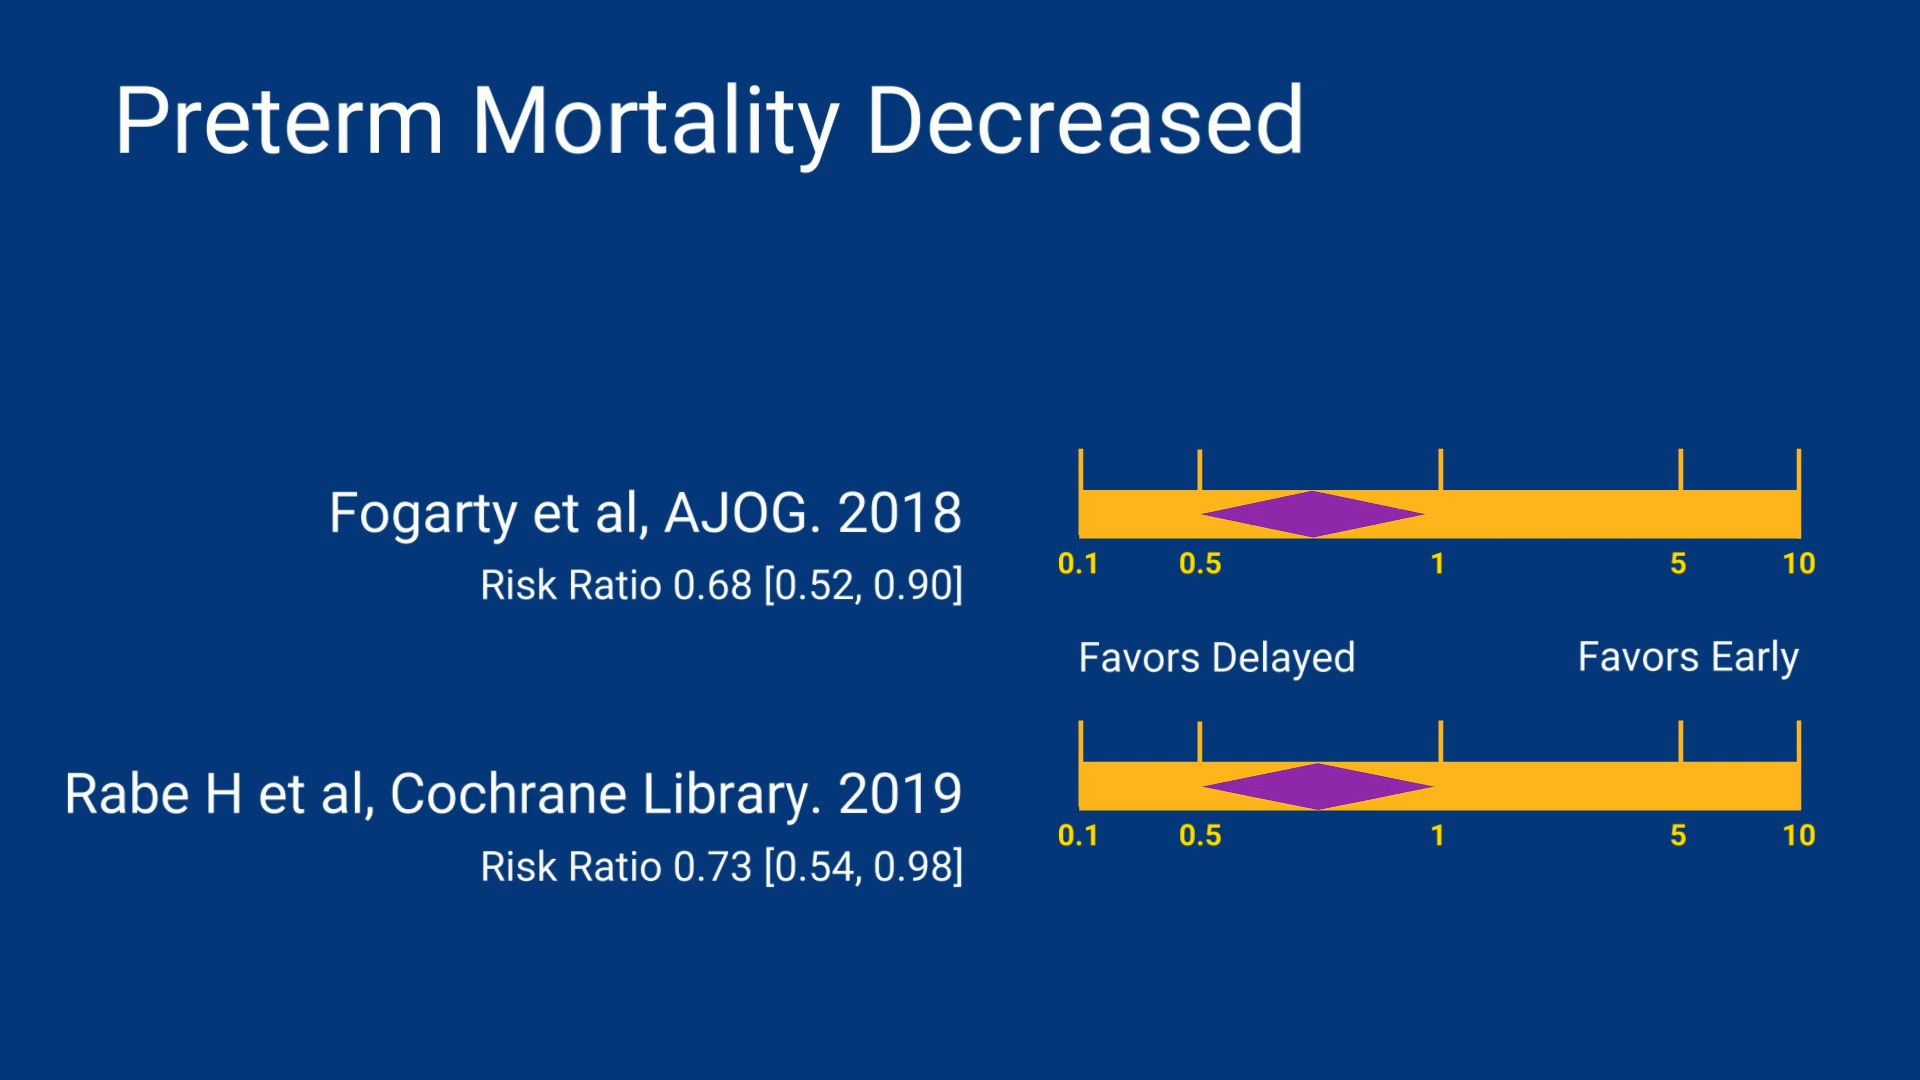 Preterm Mortality Decreased
Fogarty et al, AJOG. 2018
Risk Ratio 0.68 [0.52, 0.90]
0.1 0.5 1 5 10
Favors Delayed Favors Early
Rabe H et al, Cochrane Library. 2019
Risk Ratio 0.73 [0.54, 0.98]
0.1 0.5 1 5 10